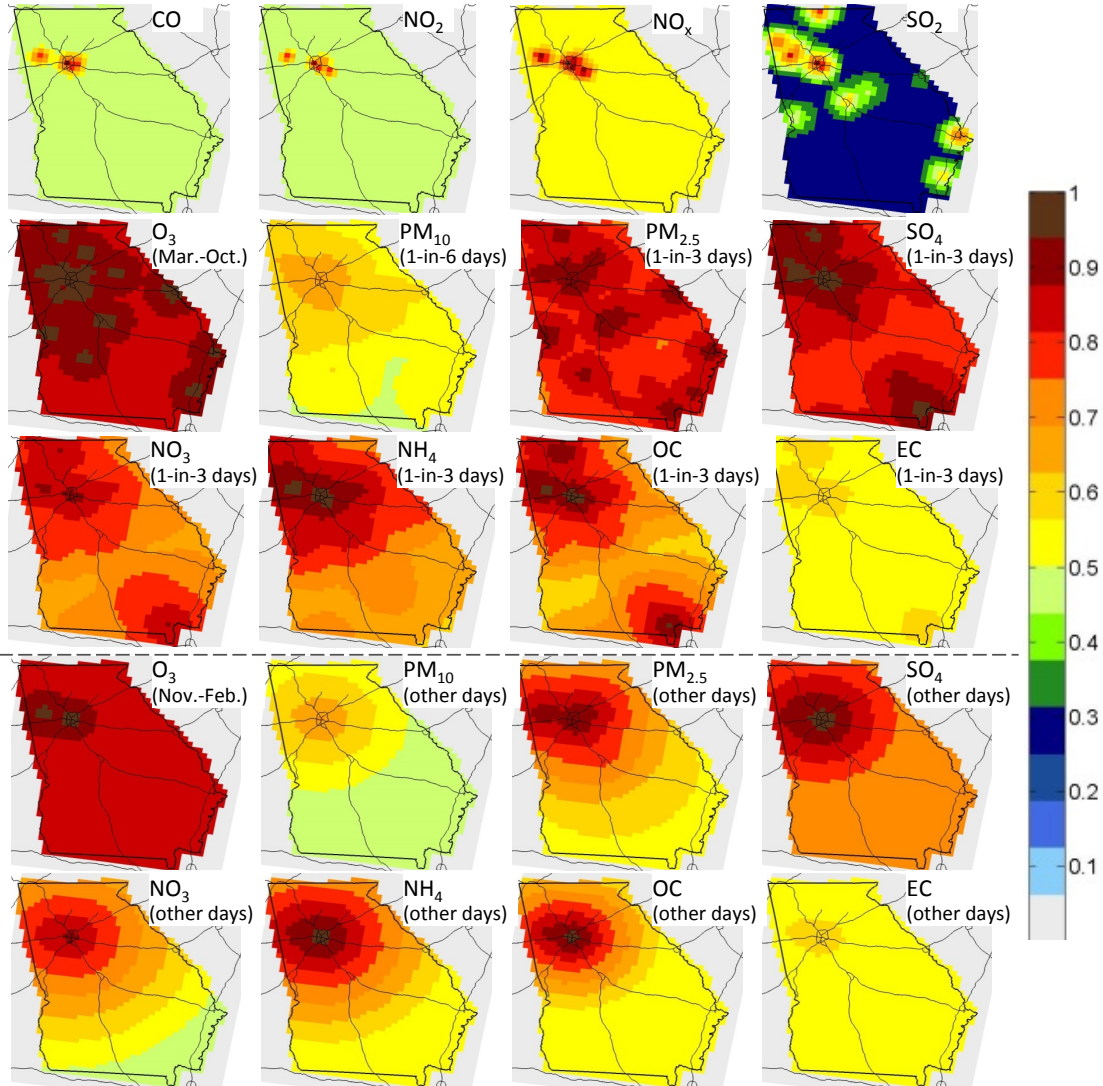 CO
NO₂
NOₓ
SO₂
O₃
(Mar.-Oct.)
PM₁₀
(1-in-6 days)
PM₂.₅
(1-in-3 days)
SO₄
(1-in-3 days)
NO₃
(1-in-3 days)
NH₄
(1-in-3 days)
OC
(1-in-3 days)
EC
(1-in-3 days)
O₃
(Nov.-Feb.)
PM₁₀
(other days)
PM₂.₅
(other days)
SO₄
(other days)
NO₃
(other days)
NH₄
(other days)
OC
(other days)
EC
(other days)
1
0.9
0.8
0.7
0.6
0.5
0.4
0.3
0.2
0.1